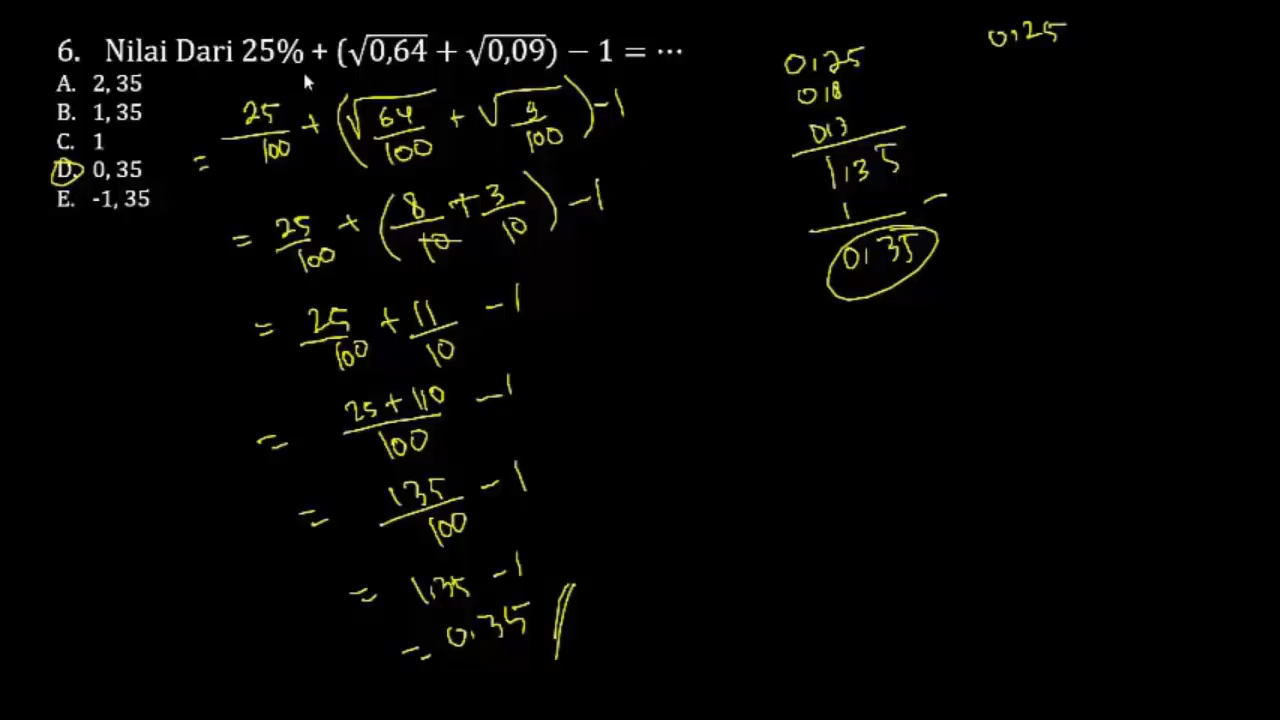 6. Nilai Dari 25% + (√0,64 + √0,09) − 1 = ⋯
A. 2, 35
B. 1, 35
C. 1
D. 0, 35
E. -1, 35
= 25/100 + (√64/100 + √9/100) - 1
= 25/100 + (8/10 + 3/10) - 1
= 25/100 + 11/10 - 1
= 25 + 110/100 - 1
= 135/100 - 1
= 1,35 - 1
= 0,35 //
0,25
0,8
0,3
1,35
1 -
0,35
0,25